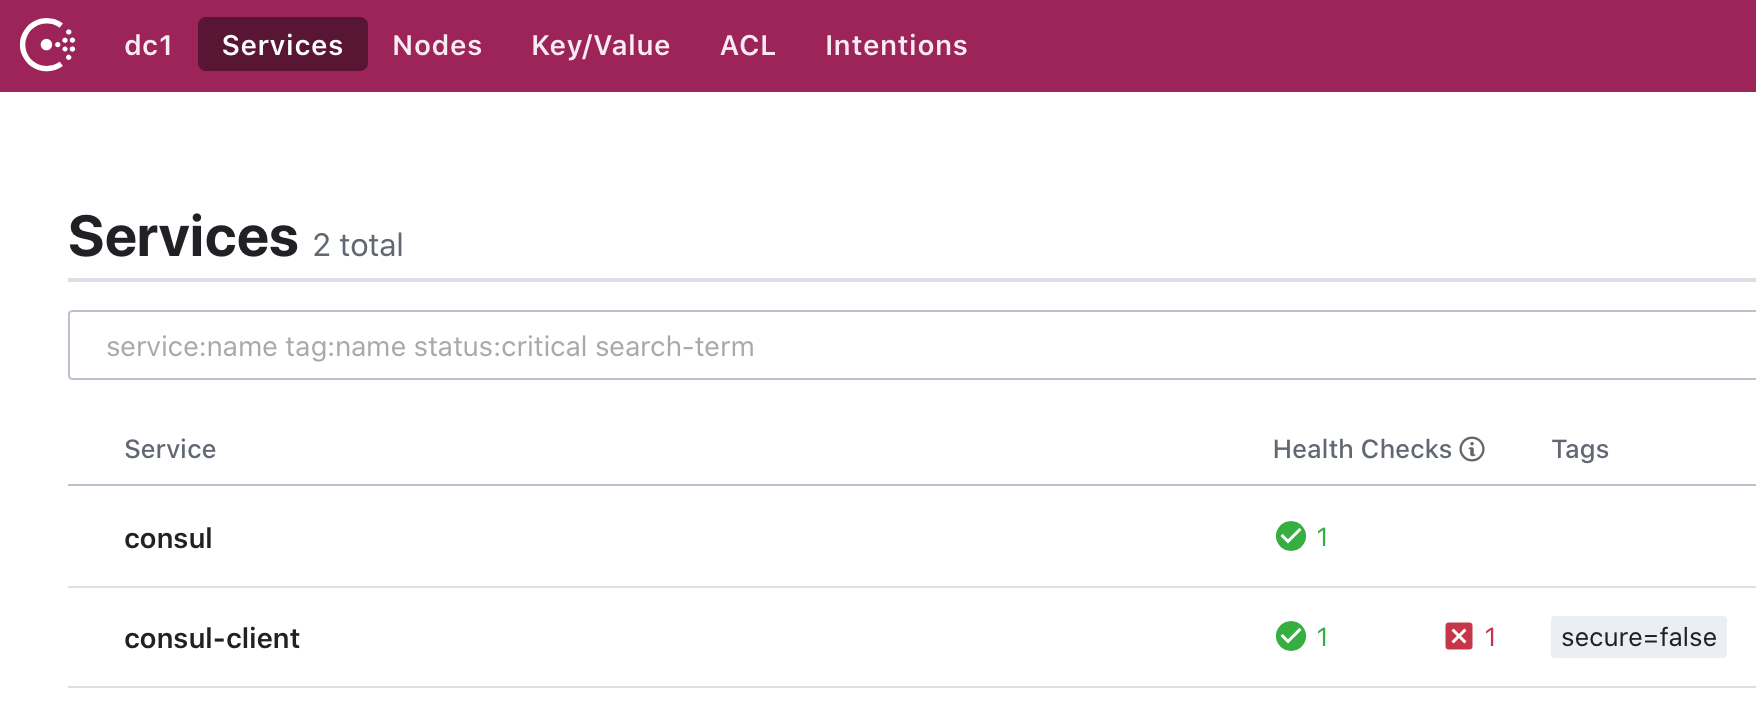 dc1 Services Nodes Key/Value ACL Intentions
Services 2 total
service:name tag:name status:critical search-term
Service Health Checks Tags
consul 1
consul-client 1 1 secure=false